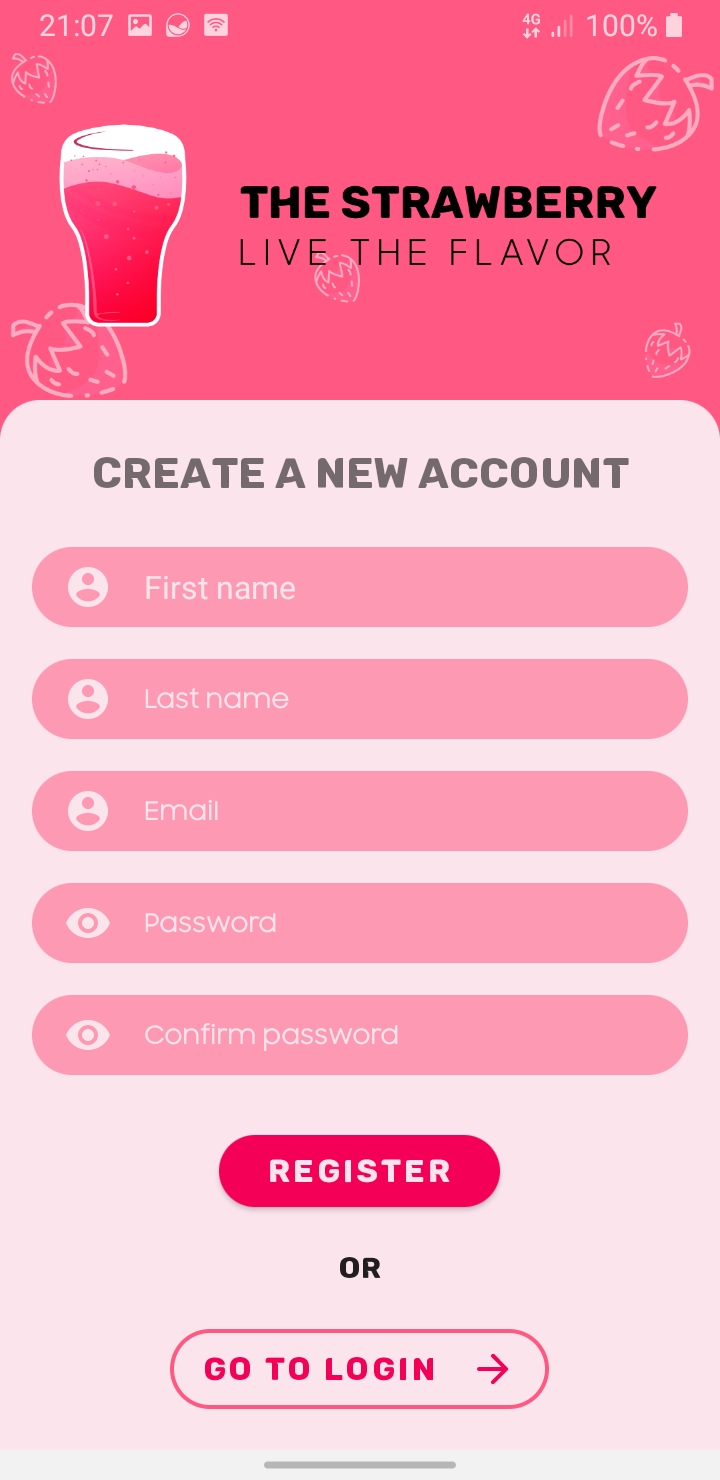 21:07 4G 100%
THE STRAWBERRY
LIVE THE FLAVOR
CREATE A NEW ACCOUNT
First name
Last name
Email
Password
Confirm password
REGISTER
OR
GO TO LOGIN